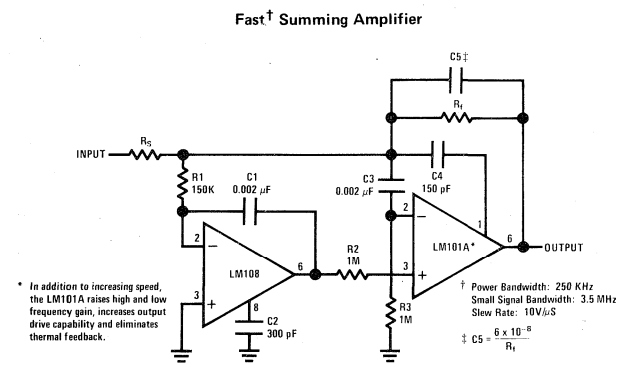 Fast† Summing Amplifier
C5‡
Rf
RS
INPUT
R1
150K
C1
0.002 μF
C3
0.002 μF
C4
150 pF
1
2
LM108
6
3
8
C2
300 pF
R2
1M
2
LM101A*
6
OUTPUT
3
R3
1M
* In addition to increasing speed,
the LM101A raises high and low
frequency gain, increases output
drive capability and eliminates
thermal feedback.
† Power Bandwidth: 250 KHz
Small Signal Bandwidth: 3.5 MHz
Slew Rate: 10V/μS
‡ C5 = 6 x 10⁻⁸
Rf